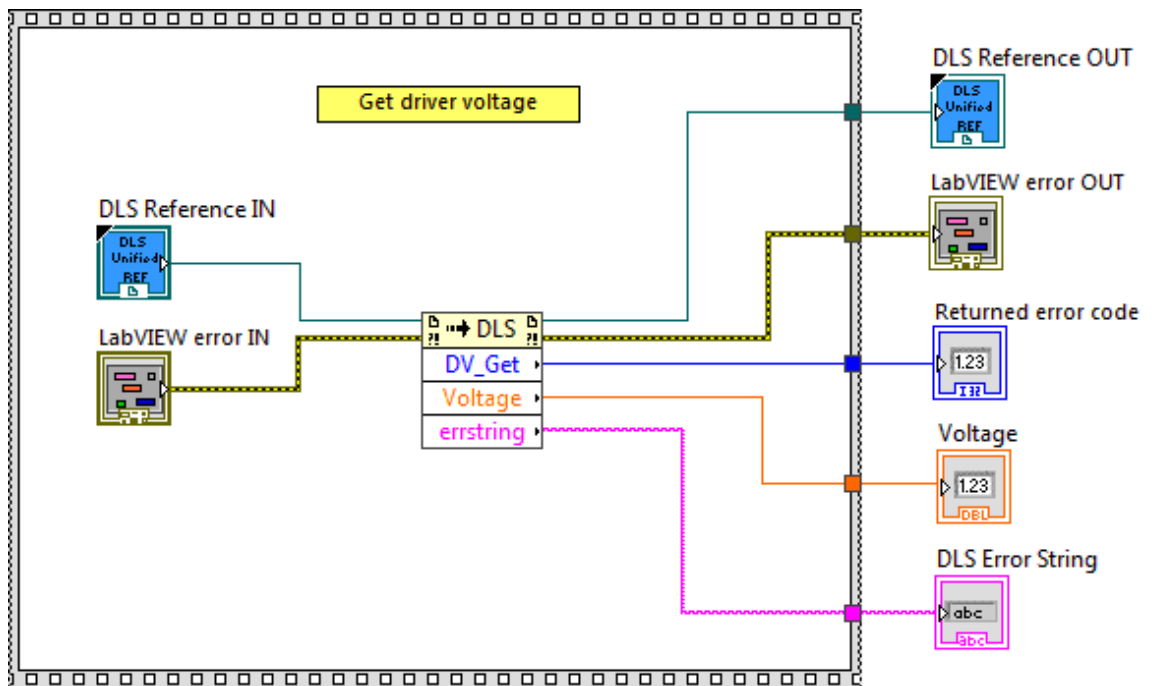 DLS Reference OUT
DLS
Unified
REF
Get driver voltage
LabVIEW error OUT
DLS Reference IN
DLS
Unified
REF
?! DLS ?!
Returned error code
1.23
I32
LabVIEW error IN
DV_Get
Voltage
errstring
Voltage
1.23
DBL
DLS Error String
abc
abc